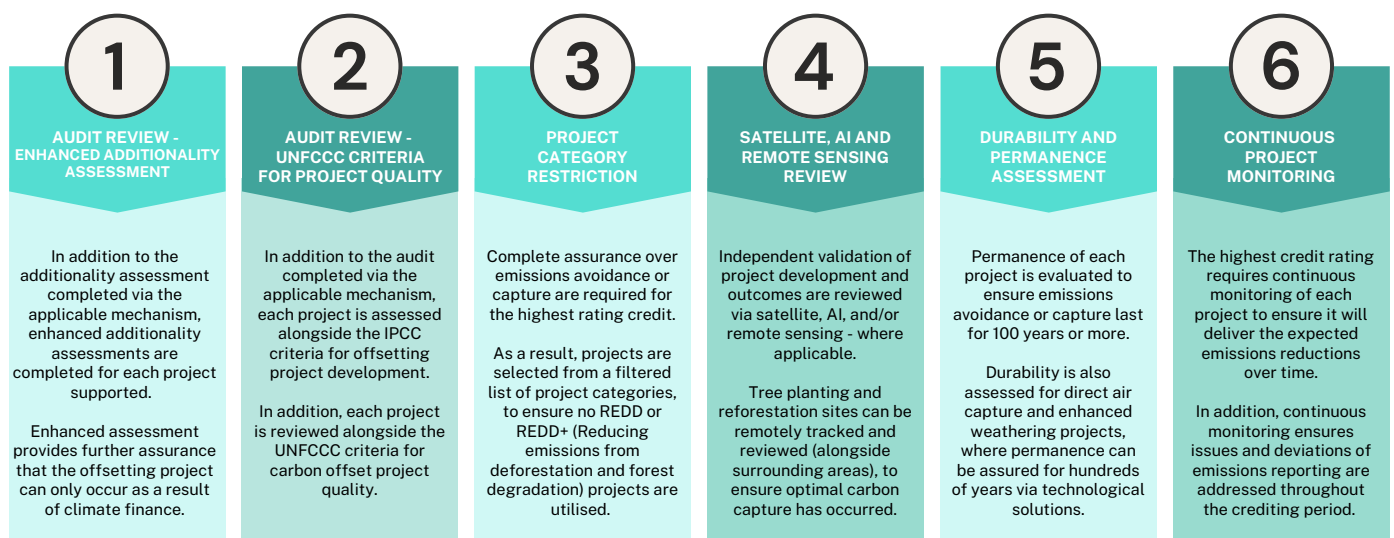 1
AUDIT REVIEW -
ENHANCED ADDITIONALITY
ASSESSMENT
In addition to the
additionality assessment
completed via the
applicable mechanism,
enhanced additionality
assessments are
completed for each project
supported.
Enhanced assessment
provides further assurance
that the offsetting project
can only occur as a result
of climate finance.
2
AUDIT REVIEW -
UNFCCC CRITERIA
FOR PROJECT QUALITY
In addition to the audit
completed via the
applicable mechanism,
each project is assessed
alongside the IPCC
criteria for offsetting
project development.
In addition, each project
is reviewed alongside the
UNFCCC criteria for
carbon offset project
quality.
3
PROJECT
CATEGORY
RESTRICTION
Complete assurance over
emissions avoidance or
capture are required for
the highest rating credit.
As a result, projects are
selected from a filtered
list of project categories,
to ensure no REDD or
REDD+ (Reducing
emissions from
deforestation and forest
degradation) projects are
utilised.
4
SATELLITE, AI AND
REMOTE SENSING
REVIEW
Independent validation of
project development and
outcomes are reviewed
via satellite, AI, and/or
remote sensing - where
applicable.
Tree planting and
reforestation sites can be
remotely tracked and
reviewed (alongside
surrounding areas), to
ensure optimal carbon
capture has occurred.
5
DURABILITY AND
PERMANENCE
ASSESSMENT
Permanence of each
project is evaluated to
ensure emissions
avoidance or capture last
for 100 years or more.
Durability is also
assessed for direct air
capture and enhanced
weathering projects,
where permanence can
be assured for hundreds
of years via technological
solutions.
6
CONTINUOUS
PROJECT
MONITORING
The highest credit rating
requires continuous
monitoring of each
project to ensure it will
deliver the expected
emissions reductions
over time.
In addition, continuous
monitoring ensures
issues and deviations of
emissions reporting are
addressed throughout
the crediting period.